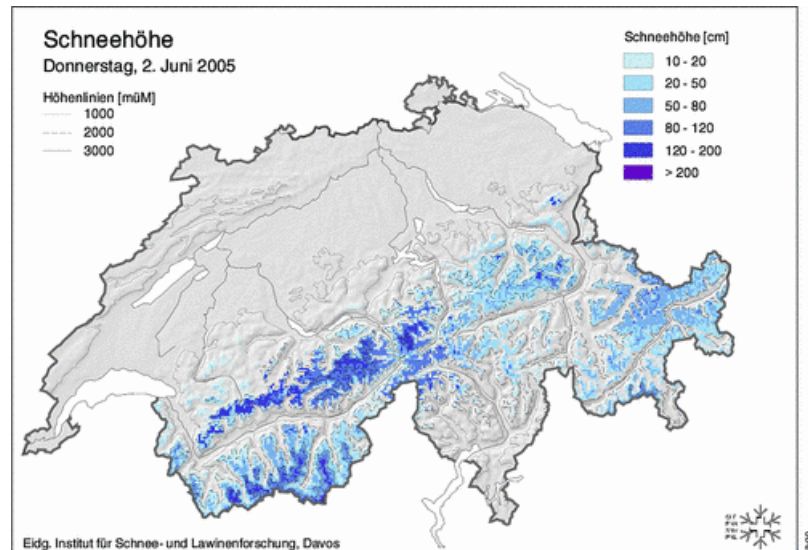 Schneehöhe
Donnerstag, 2. Juni 2005
Höhenlinien [müM]
1000
2000
3000
Schneehöhe [cm]
10 - 20
20 - 50
50 - 80
80 - 120
120 - 200
> 200
Eidg. Institut für Schnee- und Lawinenforschung, Davos